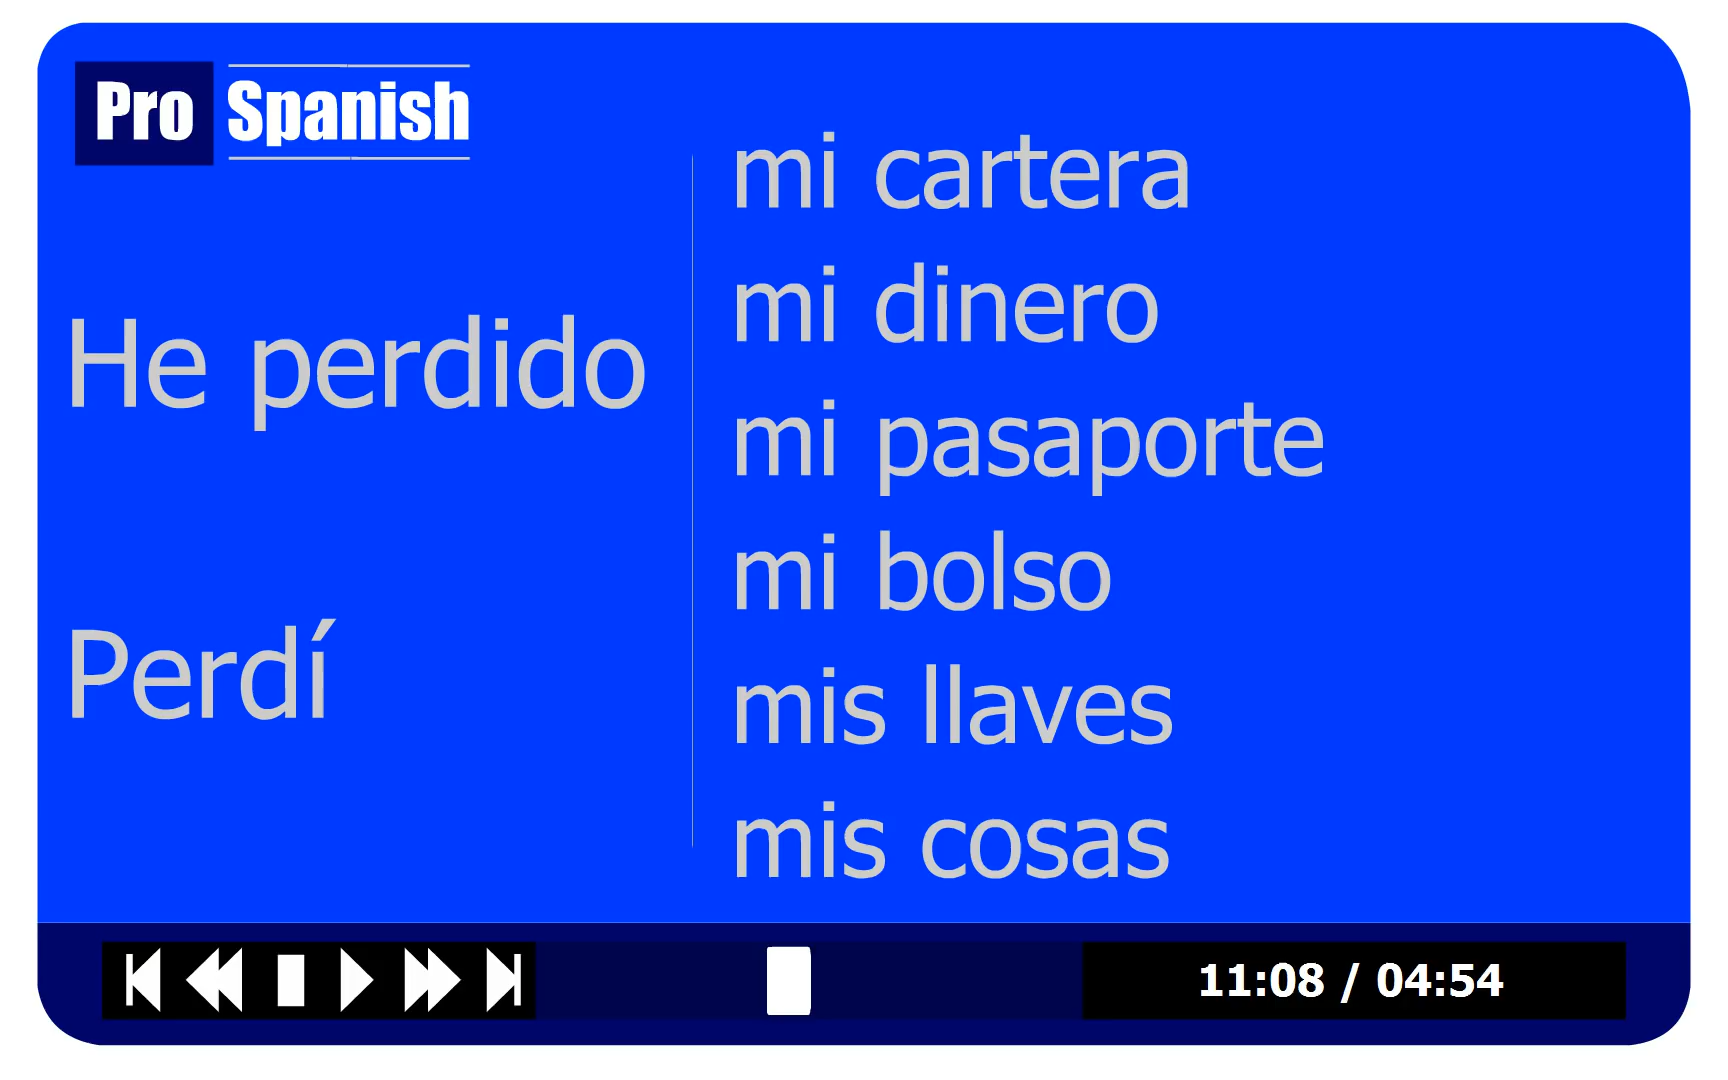 Pro Spanish
He perdido
Perdí
mi cartera
mi dinero
mi pasaporte
mi bolso
mis llaves
mis cosas
11:08 / 04:54